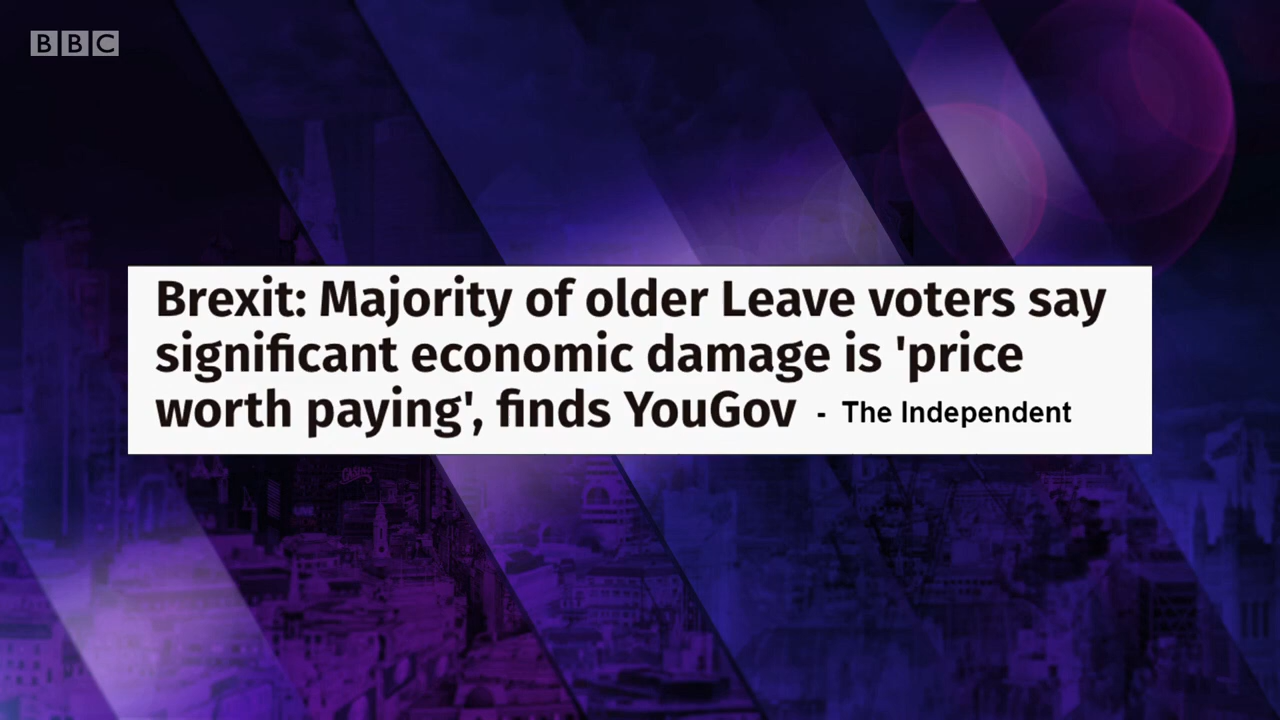 BBC
Brexit: Majority of older Leave voters say
significant economic damage is 'price
worth paying', finds YouGov - The Independent